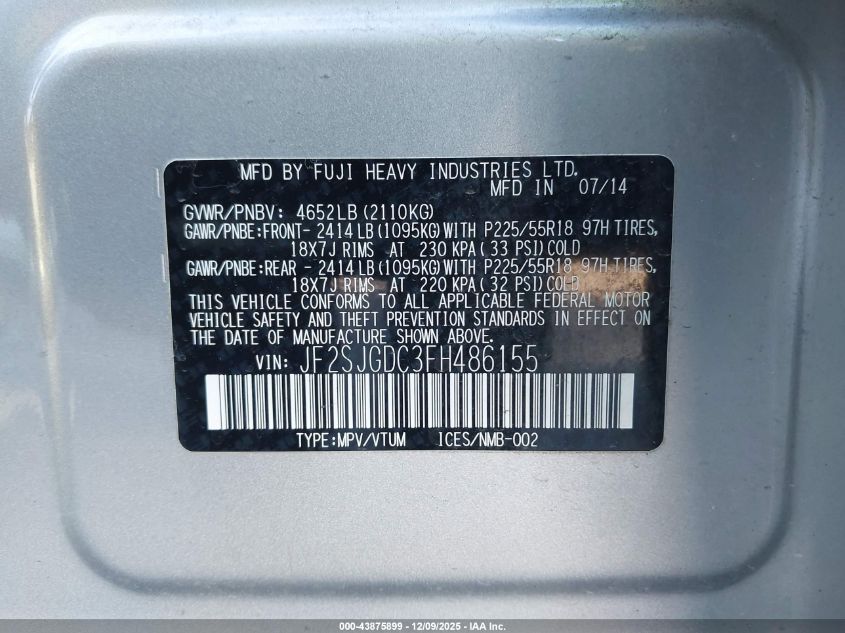 MFD BY FUJI HEAVY INDUSTRIES LTD.
MFD IN 07/14
GVWR/PNBV: 4652LB (2110KG)
GAWR/PNBE:FRONT- 2414 LB (1095KG) WITH P225/55R18 97H TIRES,
18X7J RIMS AT 230 KPA ( 33 PSI) COLD
GAWR/PNBE:REAR - 2414 LB (1095KG) WITH P225/55R18 97H TIRES,
18X7J RIMS AT 220 KPA ( 32 PSI) COLD
THIS VEHICLE CONFORMS TO ALL APPLICABLE FEDERAL MOTOR
VEHICLE SAFETY AND THEFT PREVENTION STANDARDS IN EFFECT ON
THE DATE OF MANUFACTURE SHOWN ABOVE.
VIN: JF2SJGDC3FH486155
TYPE:MPV/VTUM ICES/NMB-002
000-43875899 - 12/09/2025 - IAA Inc.